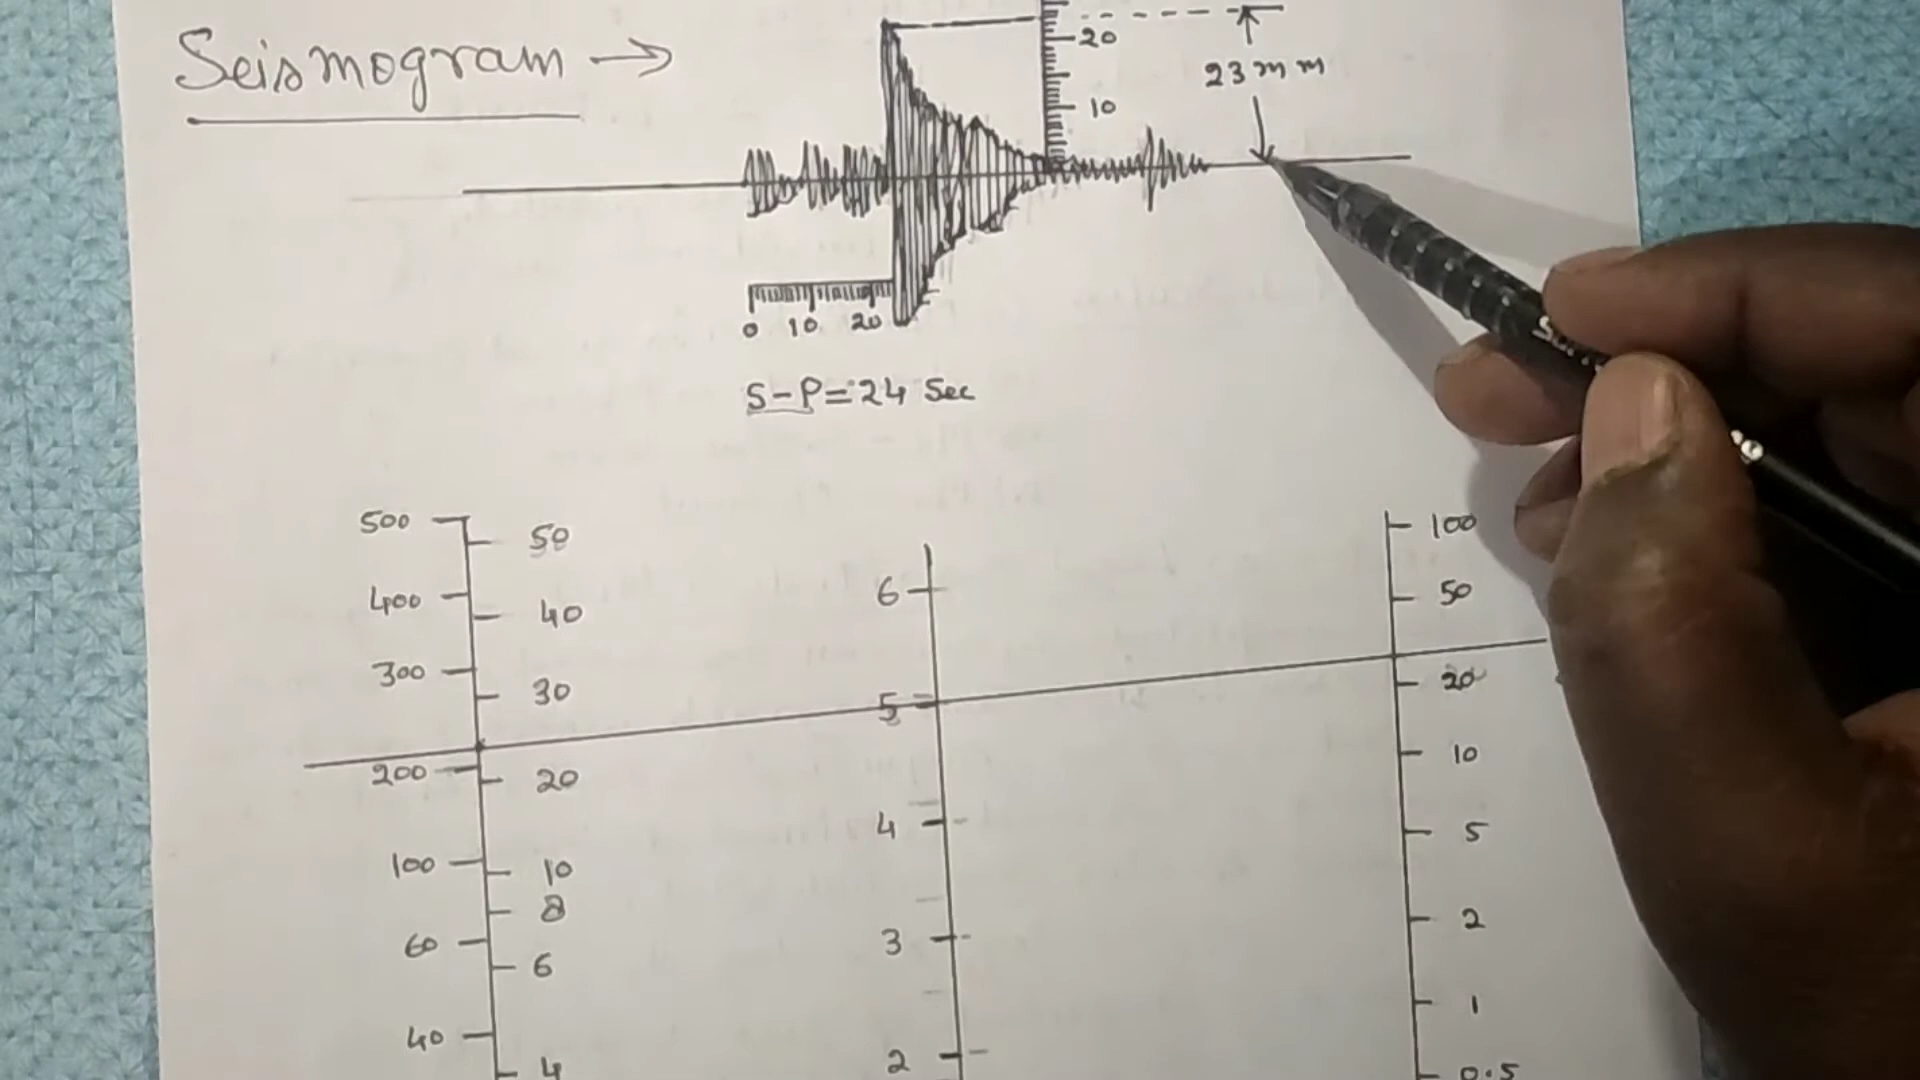 Seismogram →
20
23 mm
10
0 10 20
S-P=24 Sec
500 50 6 100
400 40 50
300 30 5 20
200 20 10
4 5
100 10
8 3 2
60 6
1
40 4 2 0.5